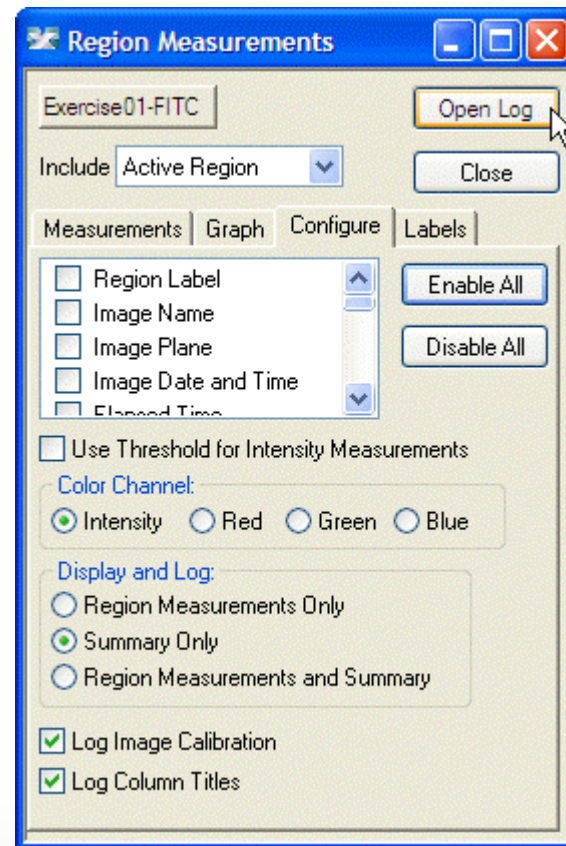 Region Measurements
Exercise01-FITC
Open Log
Include Active Region
Close
Measurements Graph Configure Labels
Region Label
Enable All
Image Name
Image Plane
Disable All
Image Date and Time
Elapsed Time
Use Threshold for Intensity Measurements
Color Channel:
Intensity Red Green Blue
Display and Log:
Region Measurements Only
Summary Only
Region Measurements and Summary
Log Image Calibration
Log Column Titles